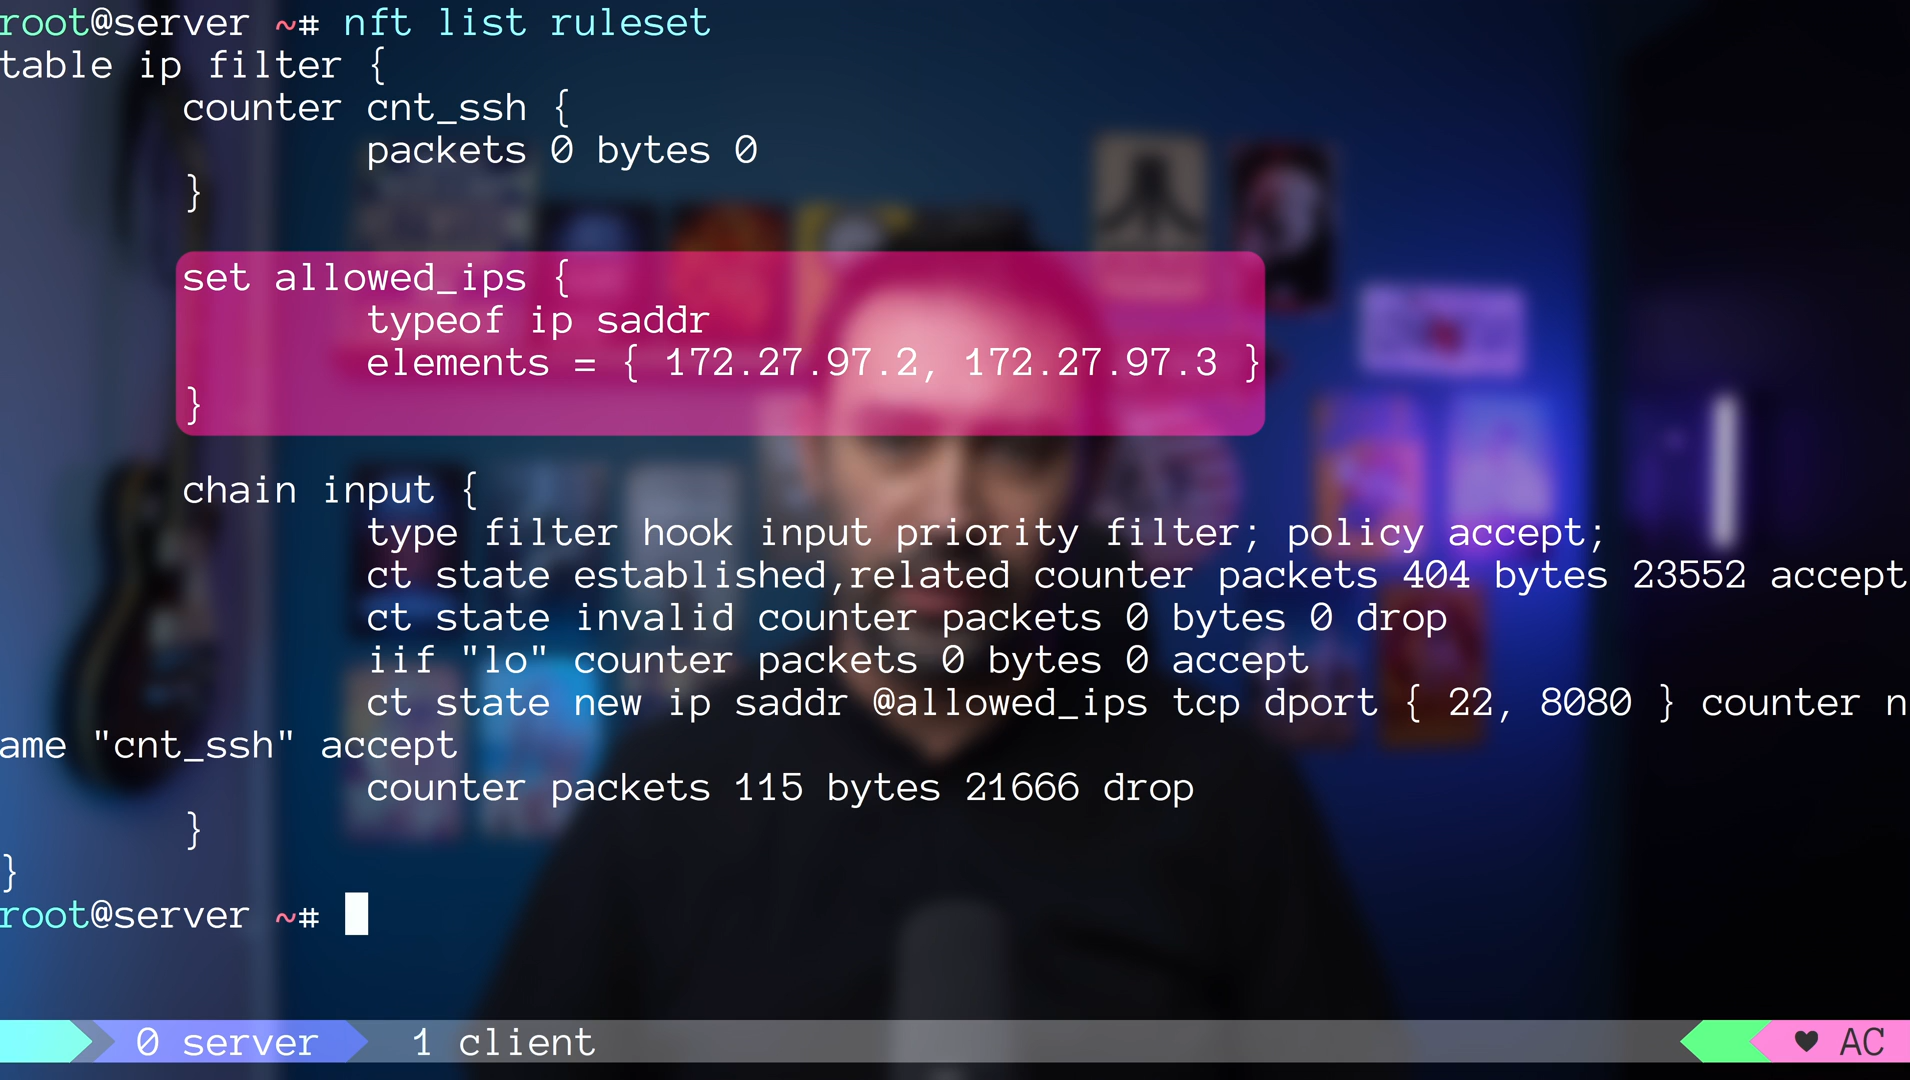 root@server ~# nft list ruleset
table ip filter {
        counter cnt_ssh {
                packets 0 bytes 0
        }

        set allowed_ips {
                typeof ip saddr
                elements = { 172.27.97.2, 172.27.97.3 }
        }

        chain input {
                type filter hook input priority filter; policy accept;
                ct state established,related counter packets 404 bytes 23552 accept
                ct state invalid counter packets 0 bytes 0 drop
                iif "lo" counter packets 0 bytes 0 accept
                ct state new ip saddr @allowed_ips tcp dport { 22, 8080 } counter n
ame "cnt_ssh" accept
                counter packets 115 bytes 21666 drop
        }
}
root@server ~#
0 server 1 client ♥ AC